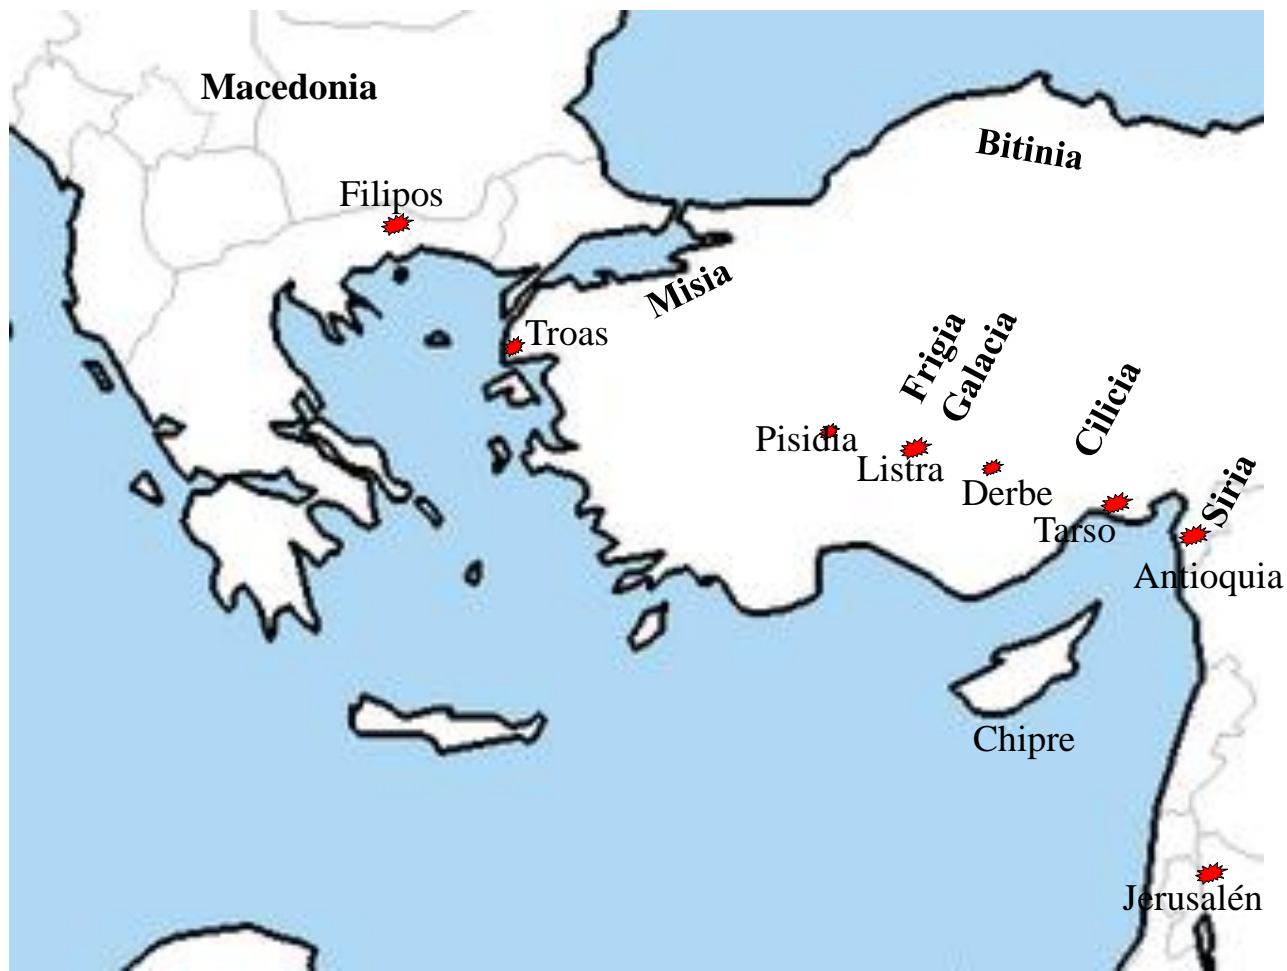 Macedonia
Bitinia
Filipos
Misia
Troas
Frigia
Galacia
Cilicia
Pisidia
Listra
Derbe
Siria
Tarso
Antioquia
Chipre
Jerusalén